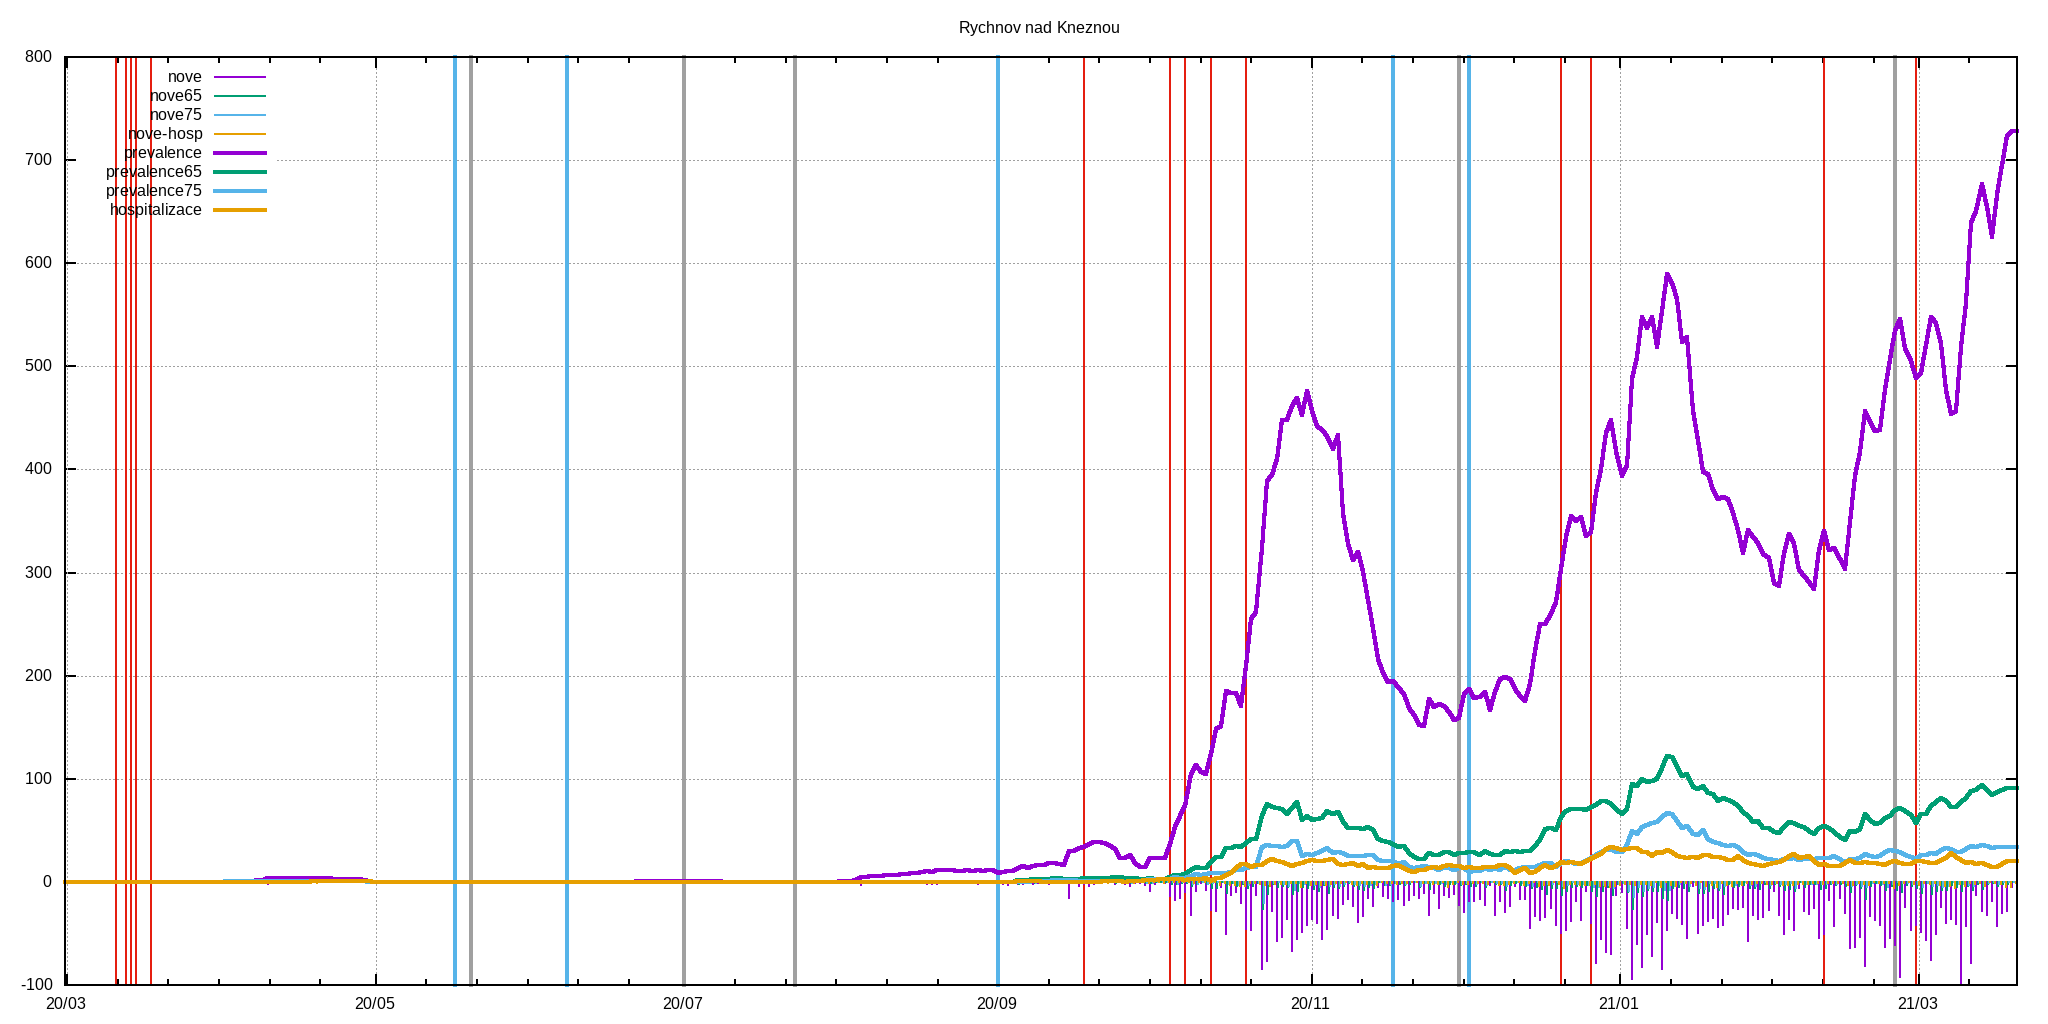 Rychnov nad Kneznou
800
700
600
500
400
300
200
100
0
-100
nove
nove65
nove75
nove-hosp
prevalence
prevalence65
prevalence75
hospitalizace
20/03 20/05 20/07 20/09 20/11 21/01 21/03